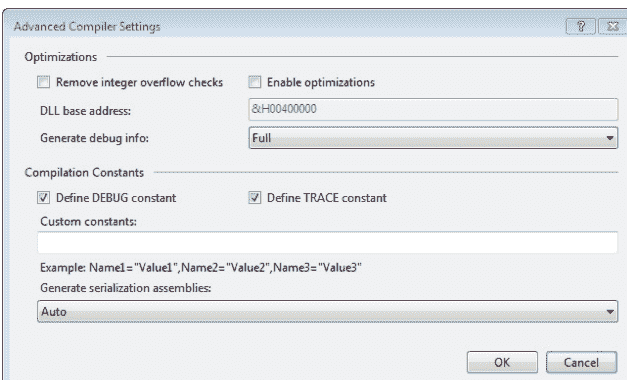 Advanced Compiler Settings
?
Optimizations
Remove integer overflow checks Enable optimizations
DLL base address: &H00400000
Generate debug info: Full
Compilation Constants
Define DEBUG constant Define TRACE constant
Custom constants:
Example: Name1="Value1",Name2="Value2",Name3="Value3"
Generate serialization assemblies:
Auto
OK Cancel